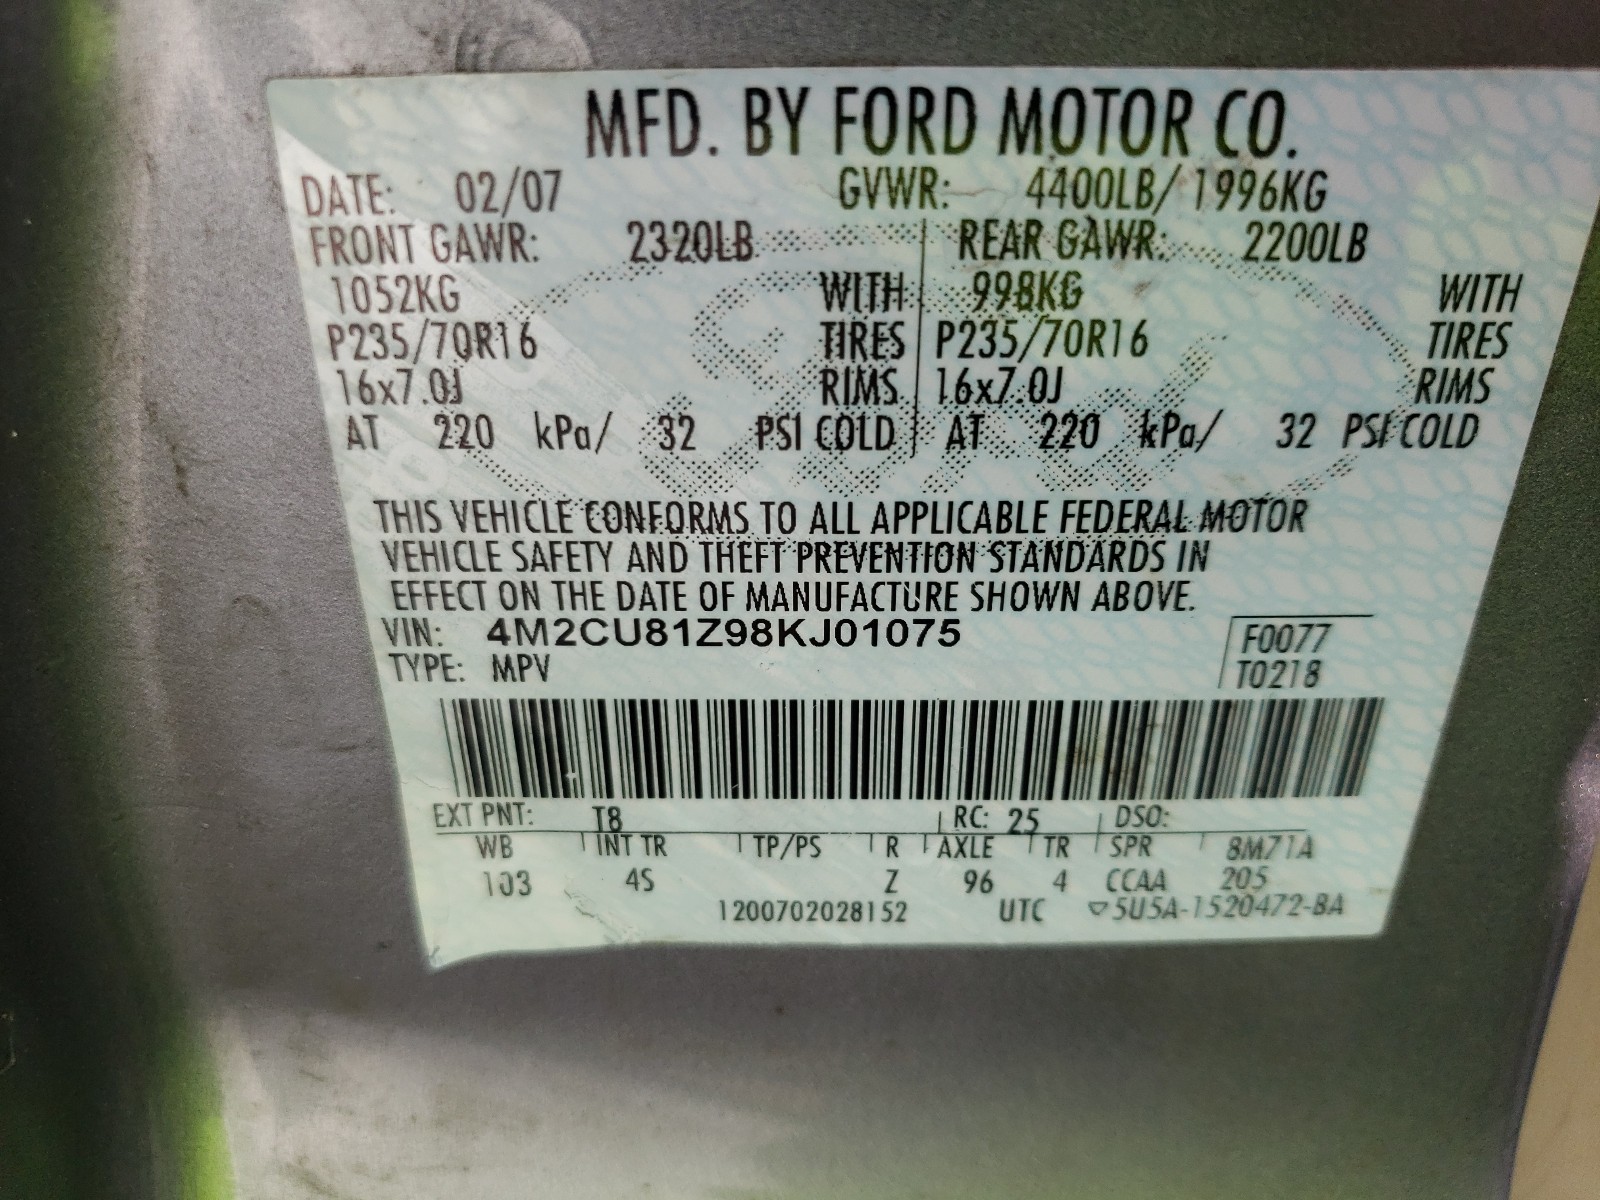 MFD. BY FORD MOTOR CO.
DATE: 02/07 GVWR: 4400LB/ 1996KG
FRONT GAWR: 2320LB REAR GAWR: 2200LB
1052KG WITH 998KG WITH
P235/70R16 TIRES P235/70R16 TIRES
16x7.0J RIMS 16x7.0J RIMS
AT 220 kPa/ 32 PSI COLD AT 220 kPa/ 32 PSI COLD
THIS VEHICLE CONFORMS TO ALL APPLICABLE FEDERAL MOTOR
VEHICLE SAFETY AND THEFT PREVENTION STANDARDS IN
EFFECT ON THE DATE OF MANUFACTURE SHOWN ABOVE.
VIN: 4M2CU81Z98KJ01075 F0077
TYPE: MPV T0218
EXT PNT: T8 RC: 25 DSO:
WB INT TR TP/PS R AXLE TR SPR 8M71A
103 4S Z 96 4 CCAA 205
1200702028152 UTC ▽5U5A-1520472-BA